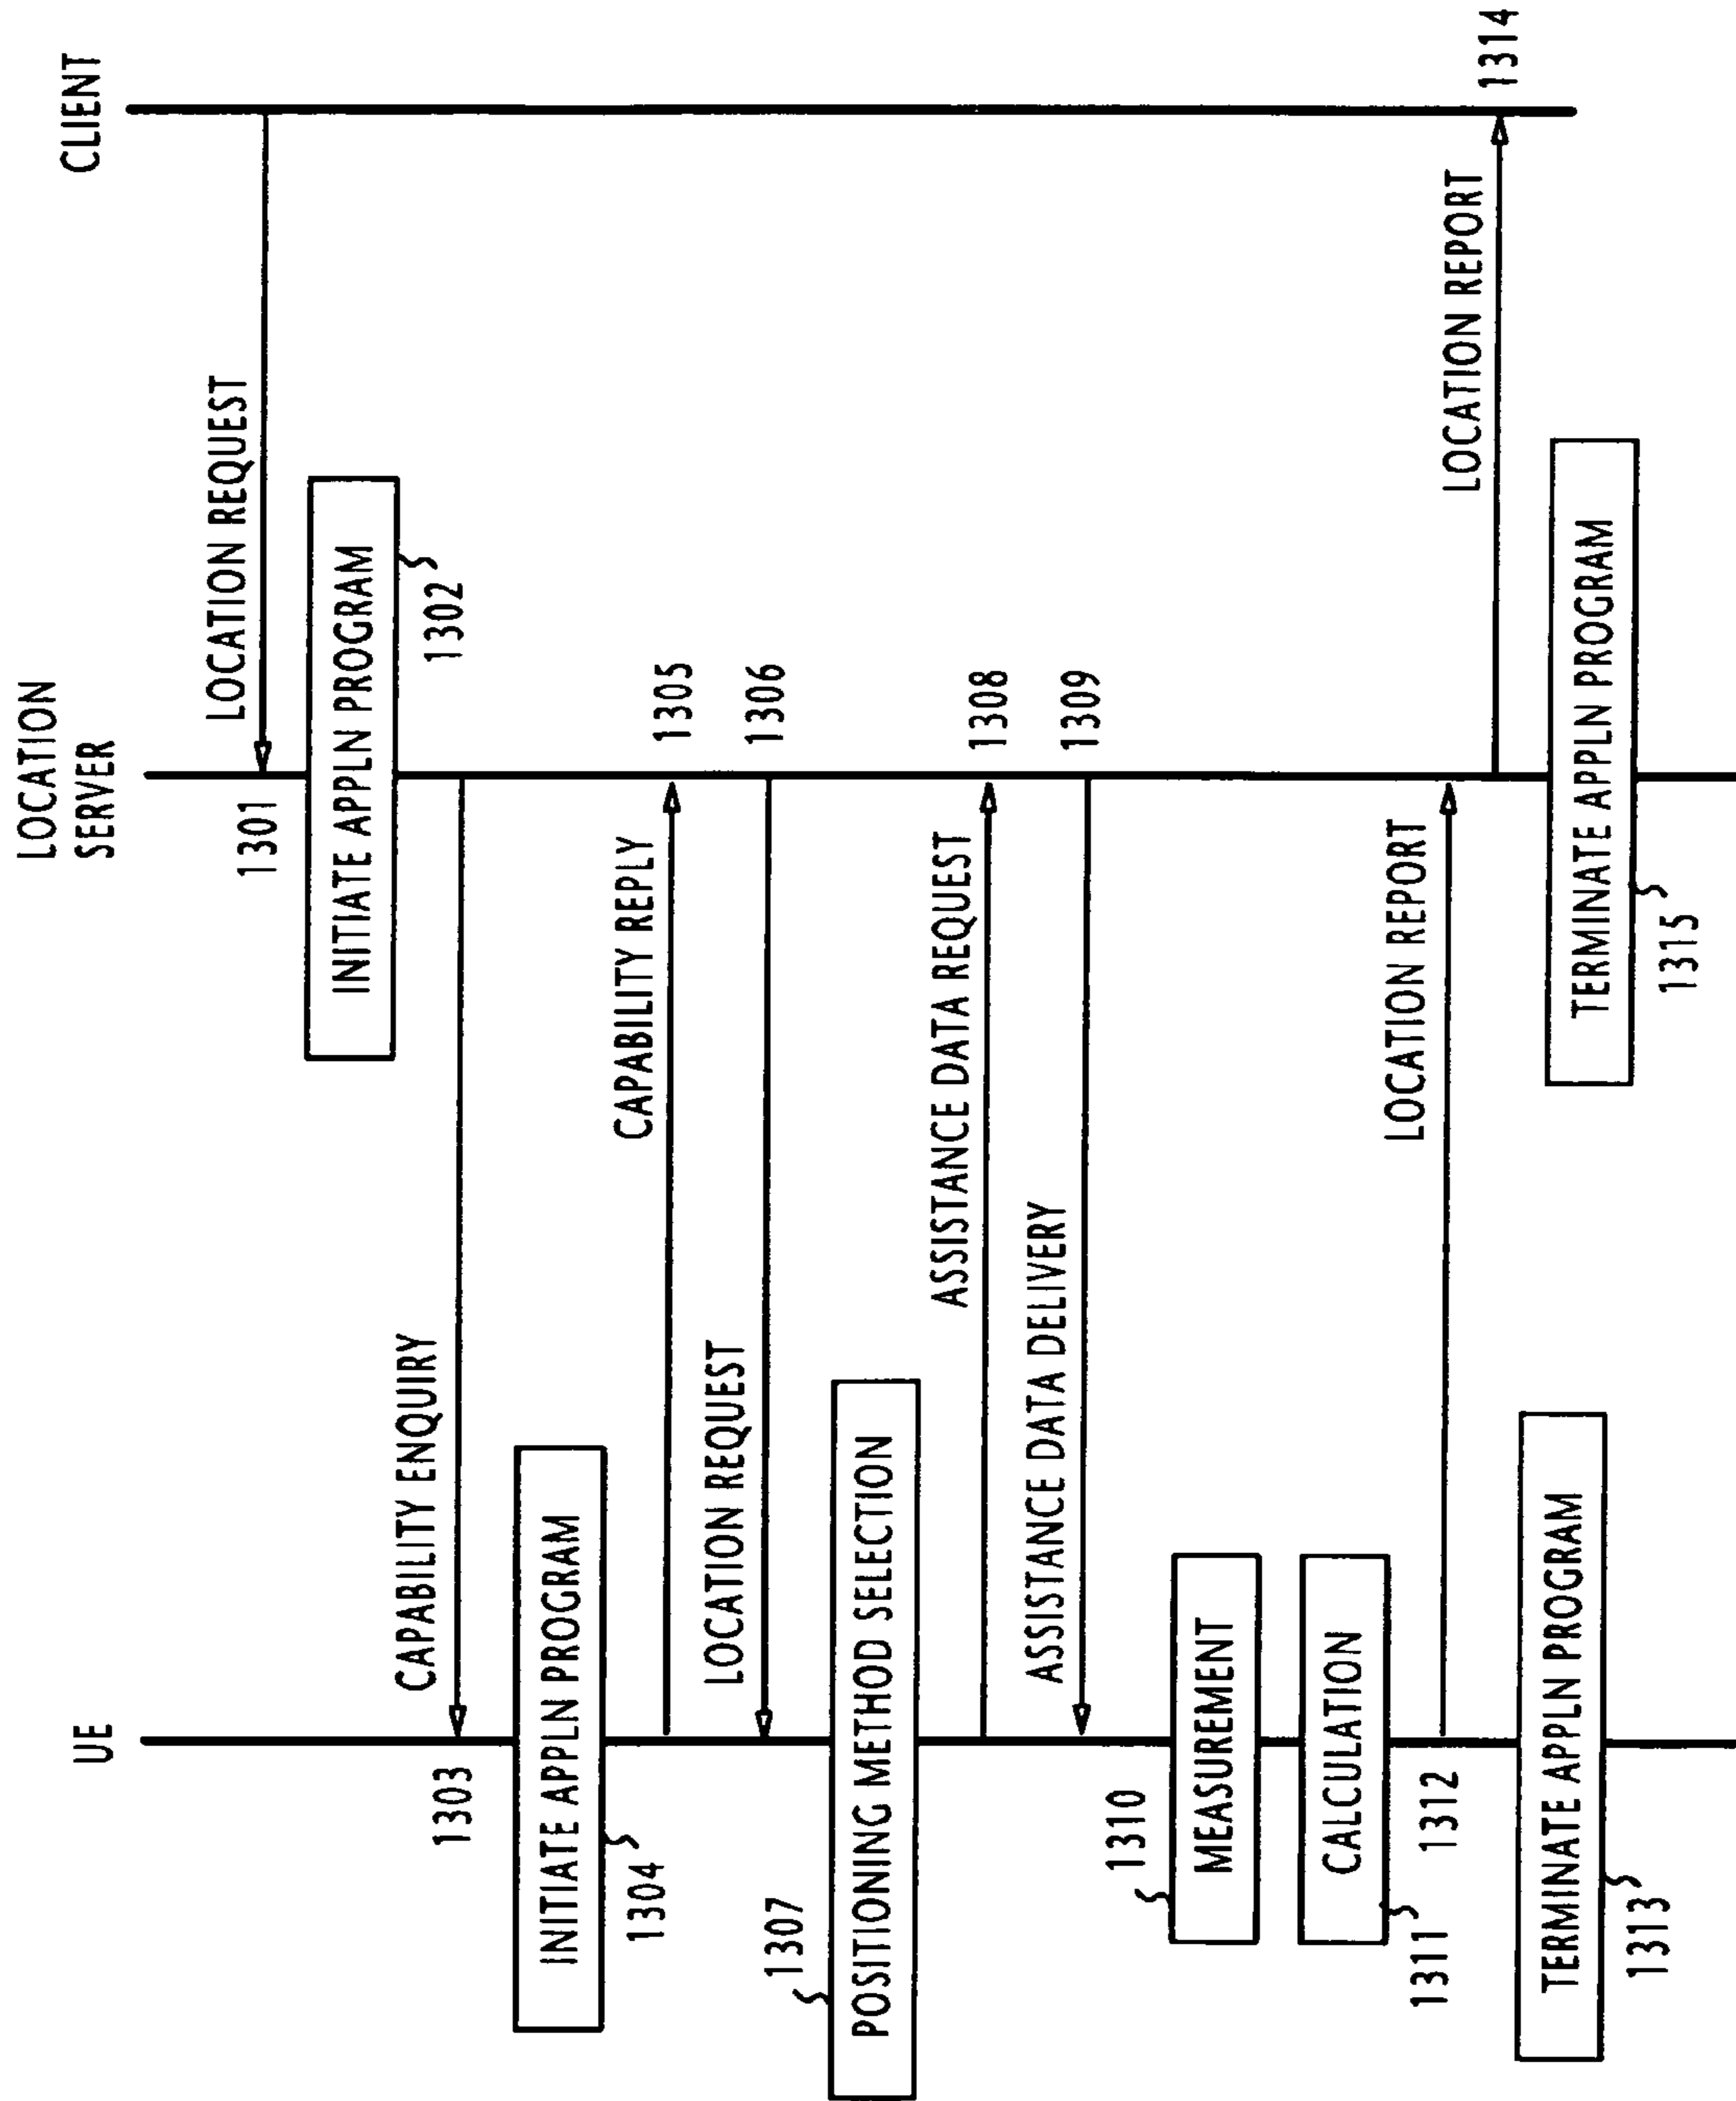 UE
LOCATION
SERVER
CLIENT
LOCATION REQUEST
1301
INITIATE APPLN PROGRAM
1302
CAPABILITY ENQUIRY
1303
INITIATE APPLN PROGRAM
1304
CAPABILITY REPLY
1305
LOCATION REQUEST
1306
1307
POSITIONING METHOD SELECTION
ASSISTANCE DATA REQUEST
1308
ASSISTANCE DATA DELIVERY
1309
1310
MEASUREMENT
CALCULATION
1311
LOCATION REPORT
1312
LOCATION REPORT
1314
TERMINATE APPLN PROGRAM
1313
TERMINATE APPLN PROGRAM
1315